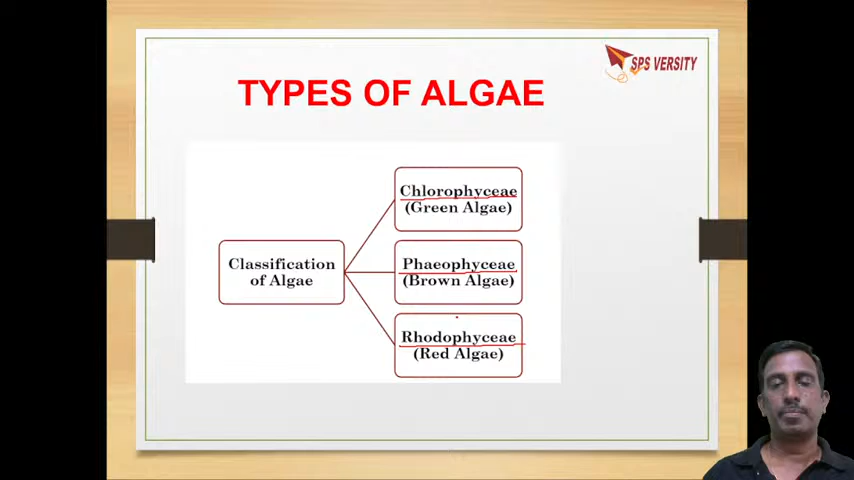 SPS VERSITY
TYPES OF ALGAE
Classification
of Algae
Chlorophyceae
(Green Algae)
Phaeophyceae
(Brown Algae)
Rhodophyceae
(Red Algae)